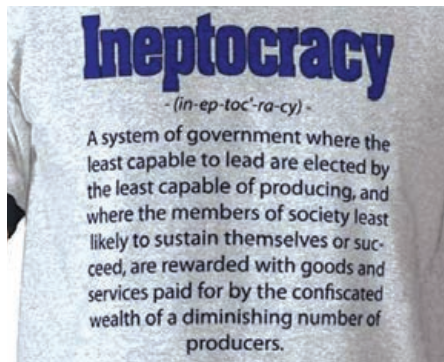 Ineptocracy
- (in-ep-toc'-ra-cy) -
A system of government where the
least capable to lead are elected by
the least capable of producing, and
where the members of society least
likely to sustain themselves or suc-
ceed, are rewarded with goods and
services paid for by the confiscated
wealth of a diminishing number of
producers.